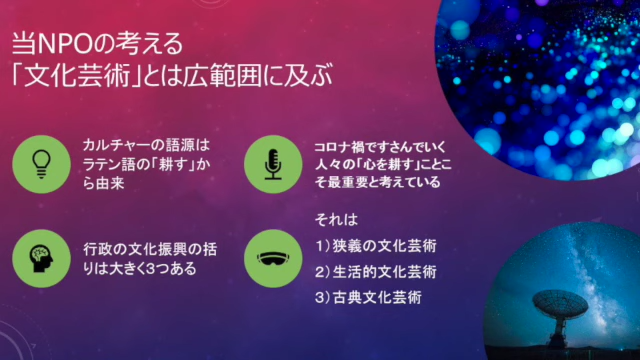 当NPOの考える
「文化芸術」とは広範囲に及ぶ
カルチャーの語源は
ラテン語の「耕す」か
ら由来
コロナ禍ですさんでいく
人々の「心を耕す」ことこ
そ最重要と考えている
行政の文化振興の括
りは大きく3つある
それは
1）狭義の文化芸術
2）生活的文化芸術
3）古典文化芸術
7